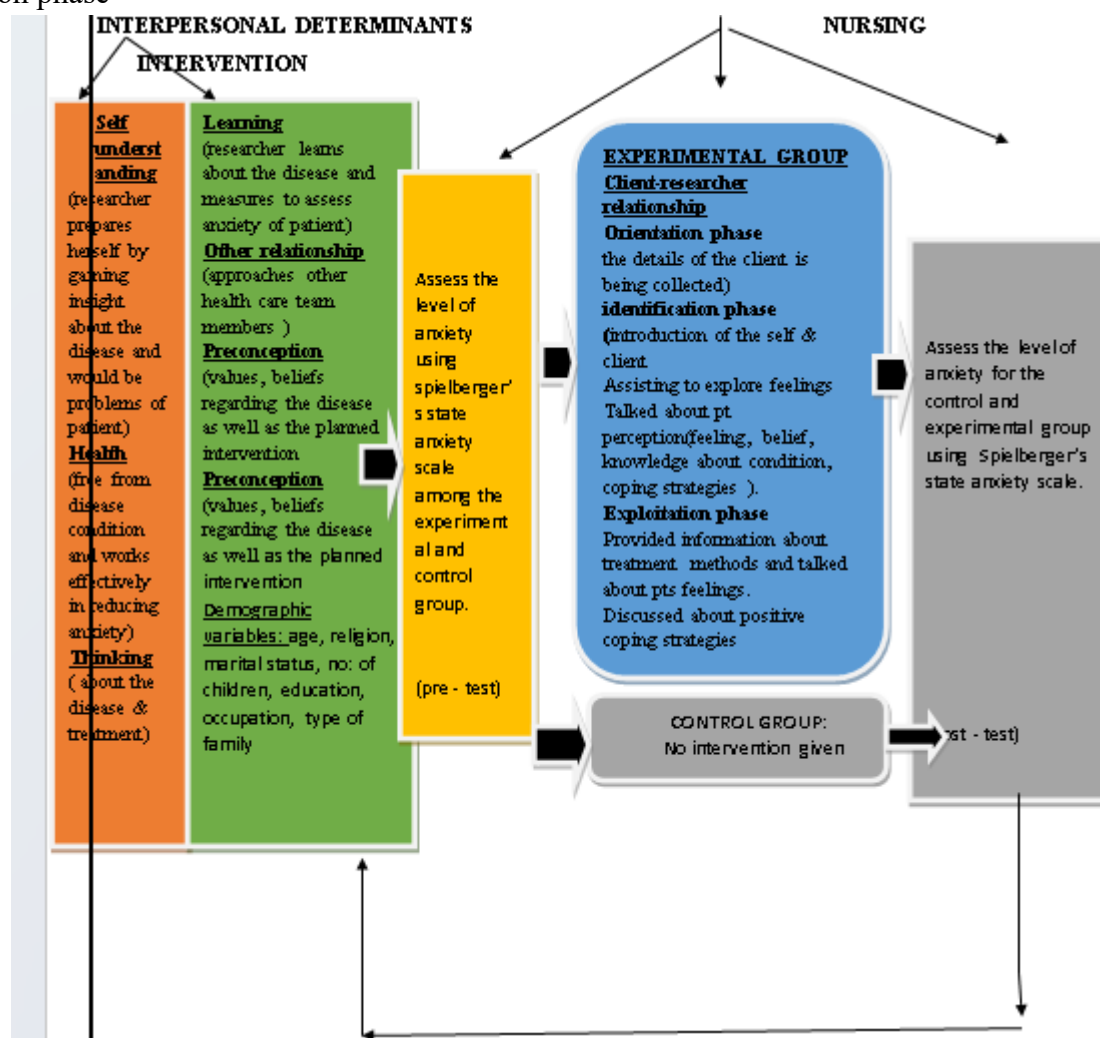 on phase
INTERPERSONAL DETERMINANTS
NURSING
INTERVENTION
Self
underst
anding
(researcher
prepares
herself by
gaining
insight
about the
disease and
would be
problems of
patient)
Health
(free from
disease
condition
and works
effectively
in reducing
anxiety)
Thinking
( about the
disease &
treatment)
Learning
(researcher learns
about the disease and
measures to assess
anxiety of patient)
Other relationship
(approaches other
health care team
members )
Preconception
(values, beliefs
regarding the disease
as well as the planned
intervention
Preconception
(values, beliefs
regarding the disease
as well as the planned
intervention
Demographic
variables: age, religion,
marital status, no: of
children, education,
occupation, type of
family
Assess the
level of
anxiety
using
spielberger'
s state
anxiety
scale
among the
experiment
al and
control
group.
(pre - test)
EXPERIMENTAL GROUP
Client-researcher
relationship
Orientation phase
the details of the client is
being collected)
identification phase
(introduction of the self &
client
Assisting to explore feelings
Talked about pt
perception(feeling, belief,
knowledge about condition,
coping strategies ).
Exploitation phase
Provided information about
treatment methods and talked
about pts feelings.
Discussed about positive
coping strategies
CONTROL GROUP:
No intervention given
Assess the level of
anxiety for the
control and
experimental group
using Spielberger's
state anxiety scale.
ost - test)